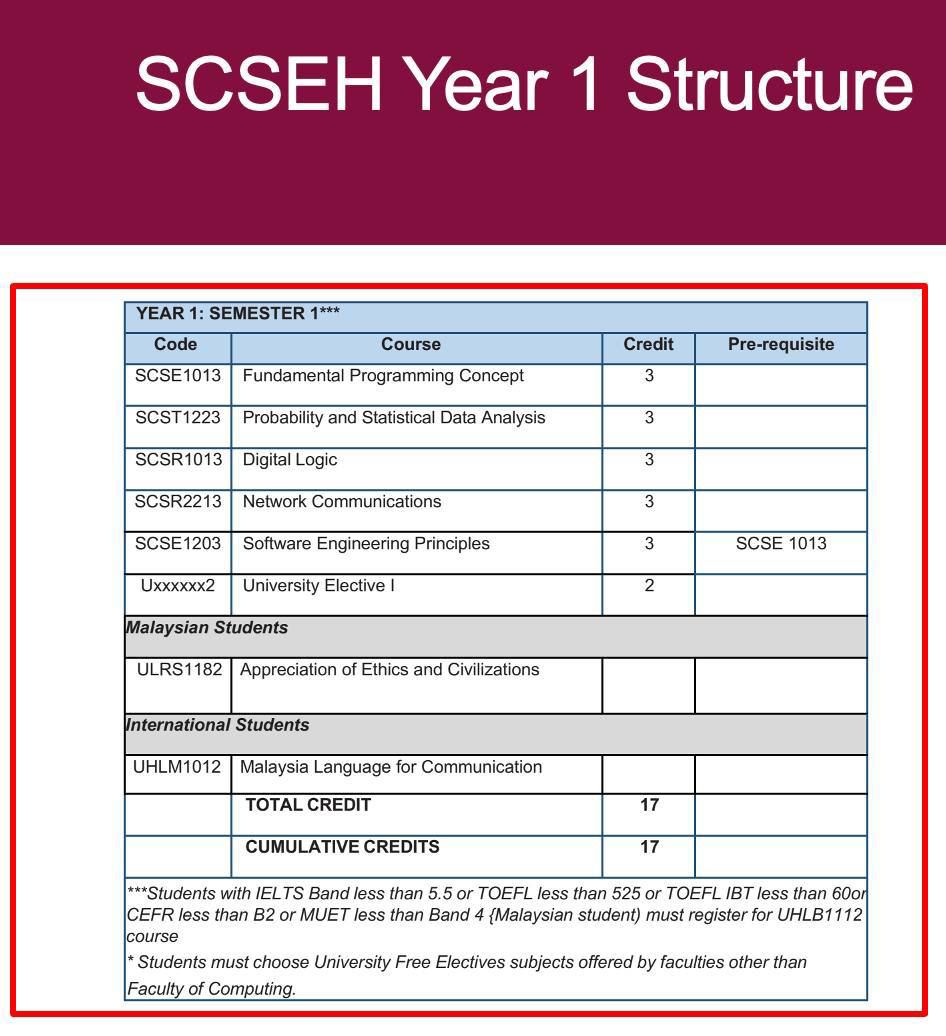 SCSEH Year 1 Structure
YEAR 1: SEMESTER 1***
Code Course Credit Pre-requisite
SCSE1013 Fundamental Programming Concept 3
SCST1223 Probability and Statistical Data Analysis 3
SCSR1013 Digital Logic 3
SCSR2213 Network Communications 3
SCSE1203 Software Engineering Principles 3 SCSE 1013
Uxxxxxx2 University Elective I 2
Malaysian Students
ULRS1182 Appreciation of Ethics and Civilizations
International Students
UHLM1012 Malaysia Language for Communication
TOTAL CREDIT 17
CUMULATIVE CREDITS 17
***Students with IELTS Band less than 5.5 or TOEFL less than 525 or TOEFL IBT less than 60or
CEFR less than B2 or MUET less than Band 4 {Malaysian student) must register for UHLB1112
course
* Students must choose University Free Electives subjects offered by faculties other than
Faculty of Computing.